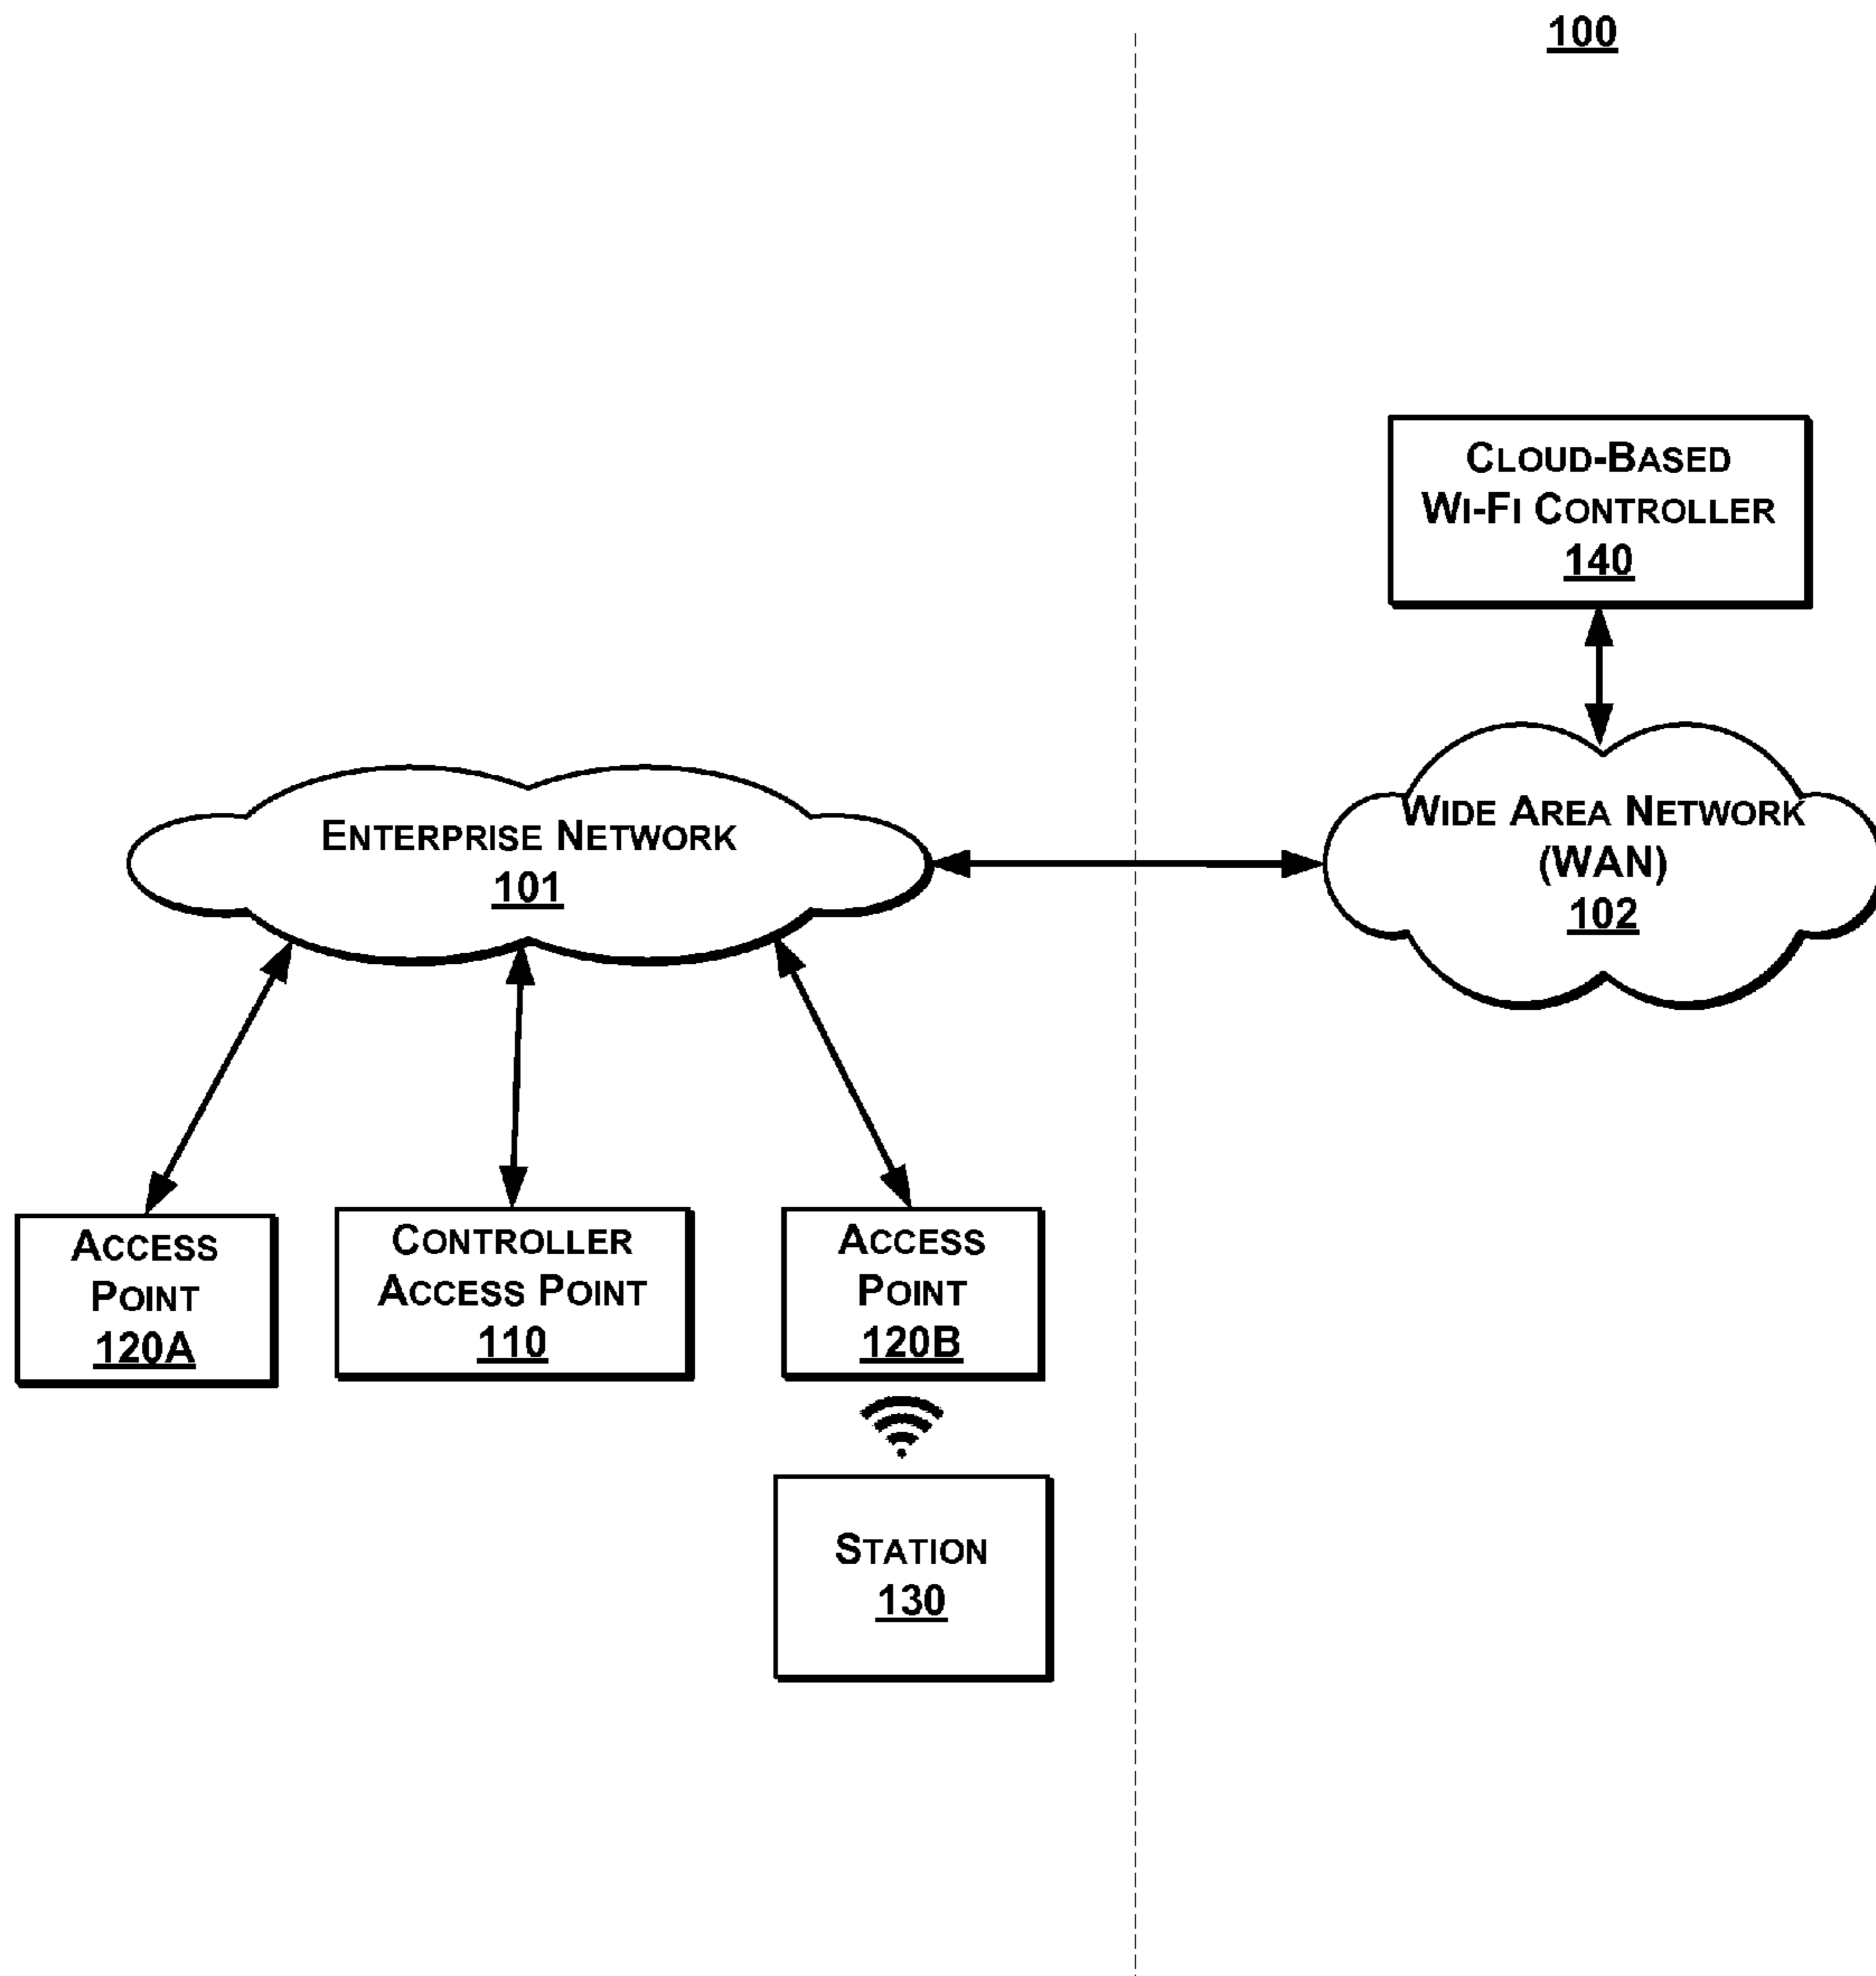 100
CLOUD-BASED
WI-FI CONTROLLER
140
ENTERPRISE NETWORK
101
WIDE AREA NETWORK
(WAN)
102
ACCESS
POINT
120A
CONTROLLER
ACCESS POINT
110
ACCESS
POINT
120B
STATION
130